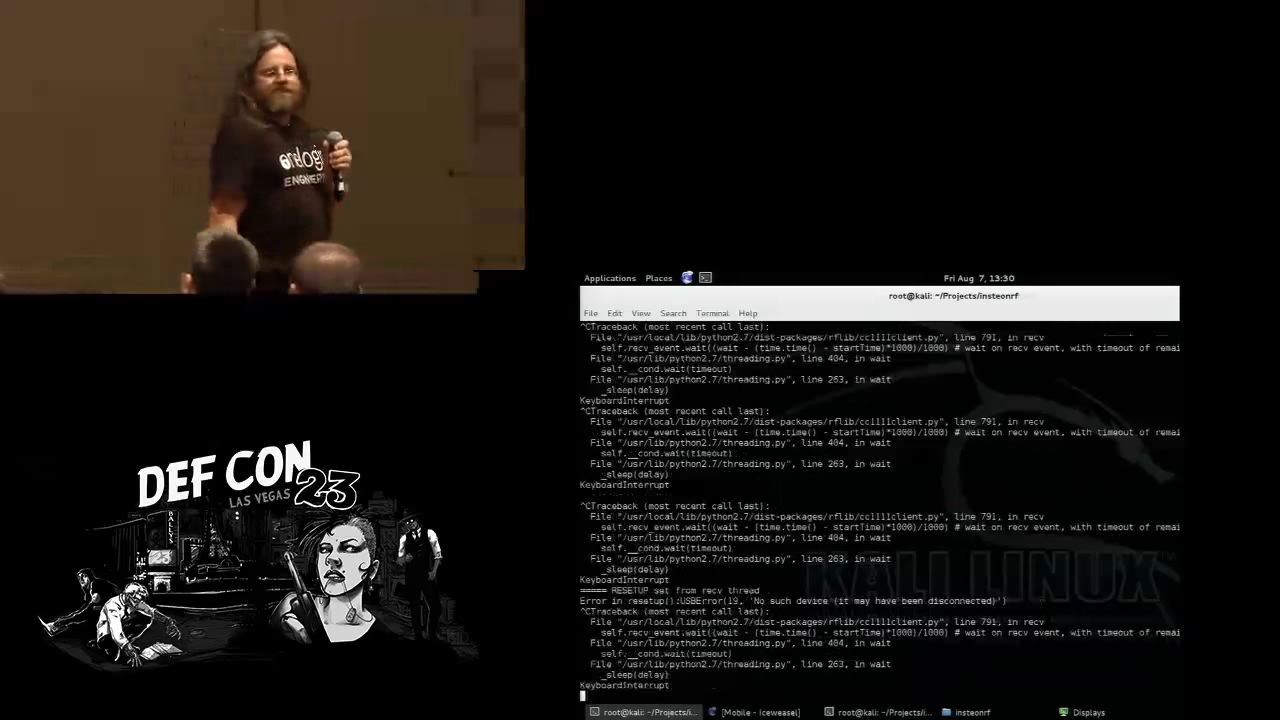 analog
ENGINEER
Applications Places
Fri Aug 7, 13:30
root@kali: ~/Projects/insteonrf
File Edit View Search Terminal Help
^CTraceback (most recent call last):
File "/usr/local/lib/python2.7/dist-packages/rflib/cc1111client.py", line 791, in recv
self.recv_event.wait((wait - (time.time() - startTime)*1000)/1000) # wait on recv event, with timeout of remai
File "/usr/lib/python2.7/threading.py", line 404, in wait
self.__cond.wait(timeout)
File "/usr/lib/python2.7/threading.py", line 263, in wait
_sleep(delay)
KeyboardInterrupt
^CTraceback (most recent call last):
File "/usr/local/lib/python2.7/dist-packages/rflib/cc1111client.py", line 791, in recv
self.recv_event.wait((wait - (time.time() - startTime)*1000)/1000) # wait on recv event, with timeout of remai
File "/usr/lib/python2.7/threading.py", line 404, in wait
self.__cond.wait(timeout)
File "/usr/lib/python2.7/threading.py", line 263, in wait
_sleep(delay)
KeyboardInterrupt
^CTraceback (most recent call last):
File "/usr/local/lib/python2.7/dist-packages/rflib/cc1111client.py", line 791, in recv
self.recv_event.wait((wait - (time.time() - startTime)*1000)/1000) # wait on recv event, with timeout of remai
File "/usr/lib/python2.7/threading.py", line 404, in wait
self.__cond.wait(timeout)
File "/usr/lib/python2.7/threading.py", line 263, in wait
_sleep(delay)
KeyboardInterrupt
===== RESETUP set from recv thread
Error in resetup():USBError(19, 'No such device (it may have been disconnected)')
^CTraceback (most recent call last):
File "/usr/local/lib/python2.7/dist-packages/rflib/cc1111client.py", line 791, in recv
self.recv_event.wait((wait - (time.time() - startTime)*1000)/1000) # wait on recv event, with timeout of remai
File "/usr/lib/python2.7/threading.py", line 404, in wait
self.__cond.wait(timeout)
File "/usr/lib/python2.7/threading.py", line 263, in wait
_sleep(delay)
KeyboardInterrupt
KALI LINUX
root@kali: ~/Projects/i... [Mobile - Iceweasel] root@kali: ~/Projects/i... insteonrf Displays
DEF CON
LAS VEGAS 23
BALLYS